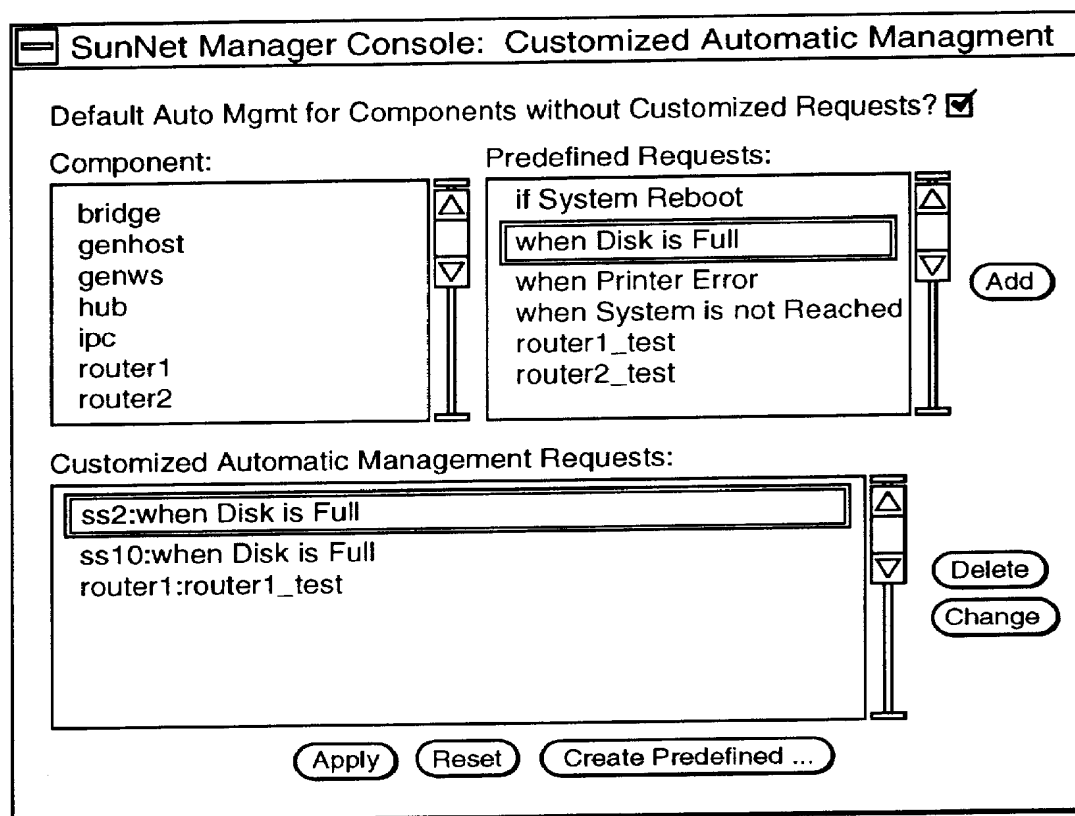 SunNet Manager Console: Customized Automatic Managment
Default Auto Mgmt for Components without Customized Requests?
Component:
bridge
genhost
genws
hub
ipc
router1
router2
Predefined Requests:
if System Reboot
when Disk is Full
when Printer Error
when System is not Reached
router1_test
router2_test
Add
Customized Automatic Management Requests:
ss2:when Disk is Full
ss10:when Disk is Full
router1:router1_test
Delete
Change
Apply Reset Create Predefined ...